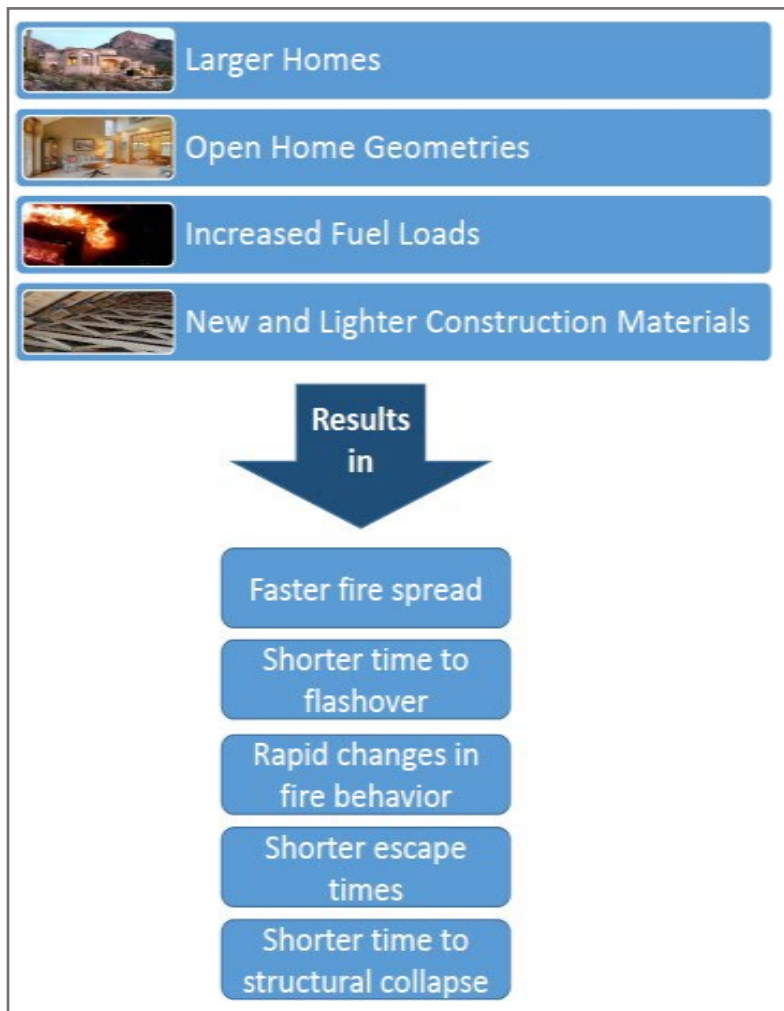 Larger Homes
Open Home Geometries
Increased Fuel Loads
New and Lighter Construction Materials
Results
in
Faster fire spread
Shorter time to
flashover
Rapid changes in
fire behavior
Shorter escape
times
Shorter time to
structural collapse